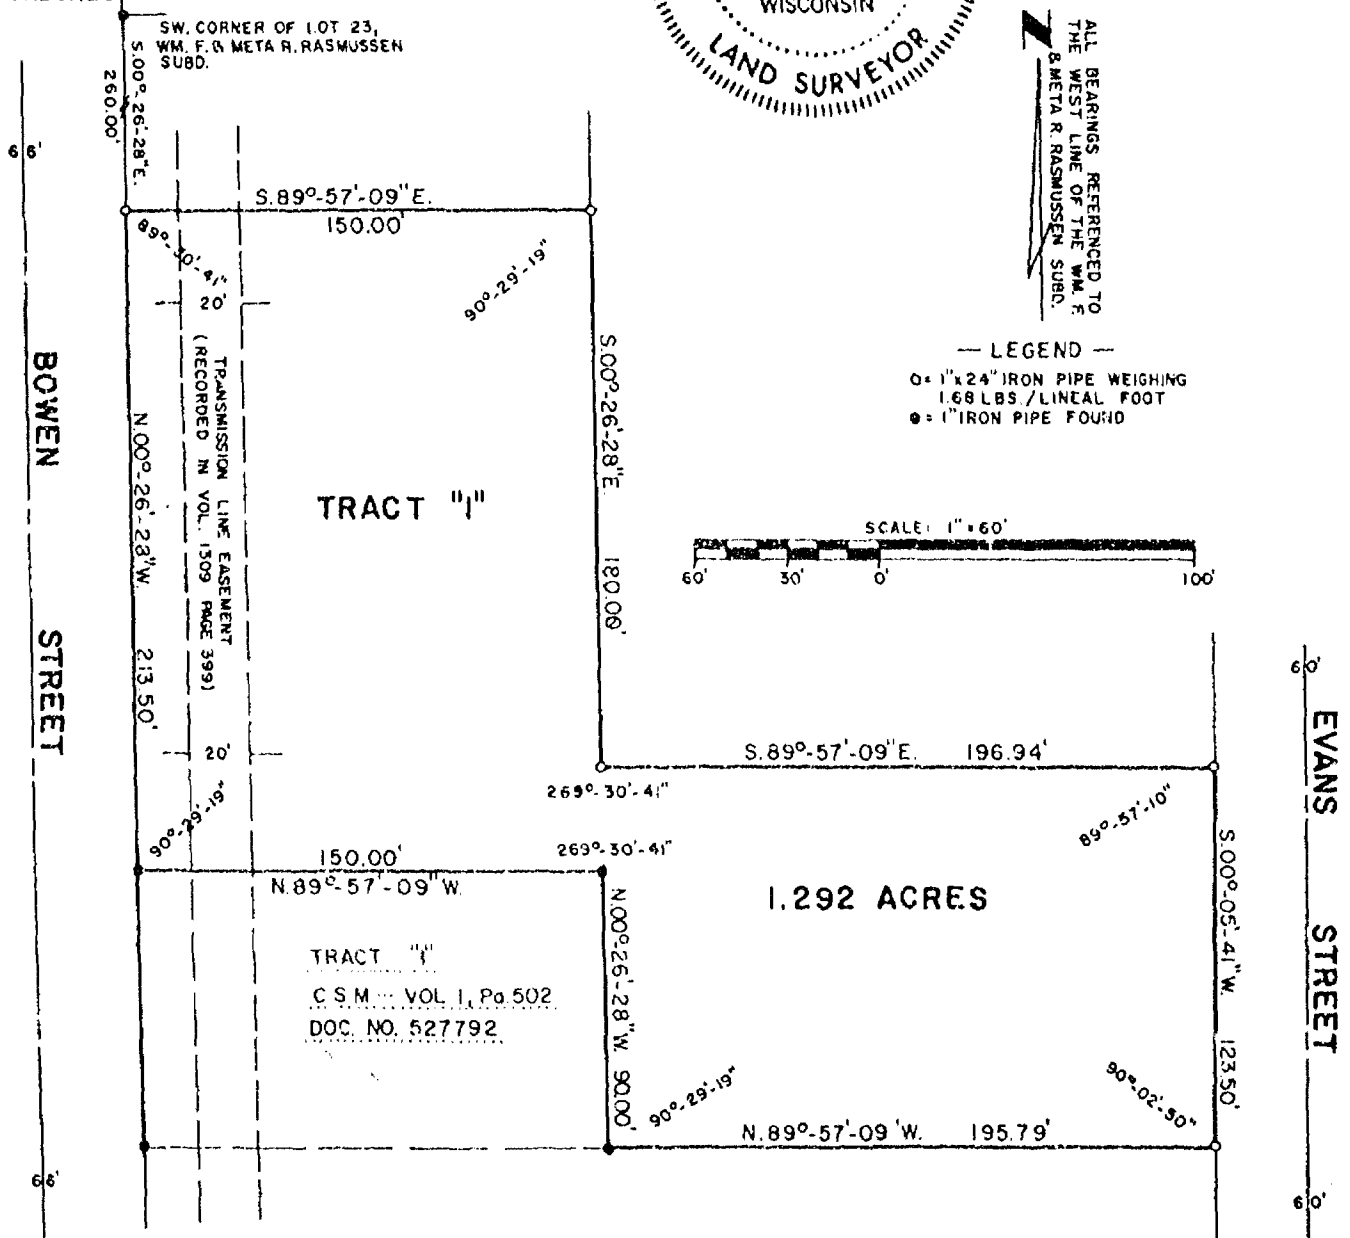 WISCONSIN
LAND SURVEYOR
SW. CORNER OF LOT 23,
WM. F. & META R. RASMUSSEN
SUBD.
S.00°-26'-28"E.
260.00'
ALL BEARINGS REFERENCED TO
THE WEST LINE OF THE WM. F.
& META R. RASMUSSEN SUBD.
66'
S.89°-57'-09"E.
150.00'
89°-30'-41"
90°-29'-19"
20'
TRANSMISSION LINE EASEMENT
(RECORDED IN VOL. 1309 PAGE 399)
BOWEN STREET
N.00°-26'-28"W. 213.50'
TRACT "1"
S.00°-26'-28"E. 180.00'
— LEGEND —
O= 1"x24" IRON PIPE WEIGHING
1.68 LBS./LINEAL FOOT
●= 1" IRON PIPE FOUND
SCALE: 1"=60'
60' 30' 0' 100'
60'
20'
S.89°-57'-09"E. 196.94'
269°-30'-41"
89°-57'-10"
90°-29'-19"
150.00'
269°-30'-41"
N.89°-57'-09"W.
1.292 ACRES
EVANS STREET
S.00°-05'-41"W. 123.50'
TRACT "1"
C S M VOL 1, PG.502
DOC. NO. 527792
N.00°-26'-28"W. 90.00'
90°-29'-19"
90°-02'-50"
N.89°-57'-09"W. 195.79'
66'
60'